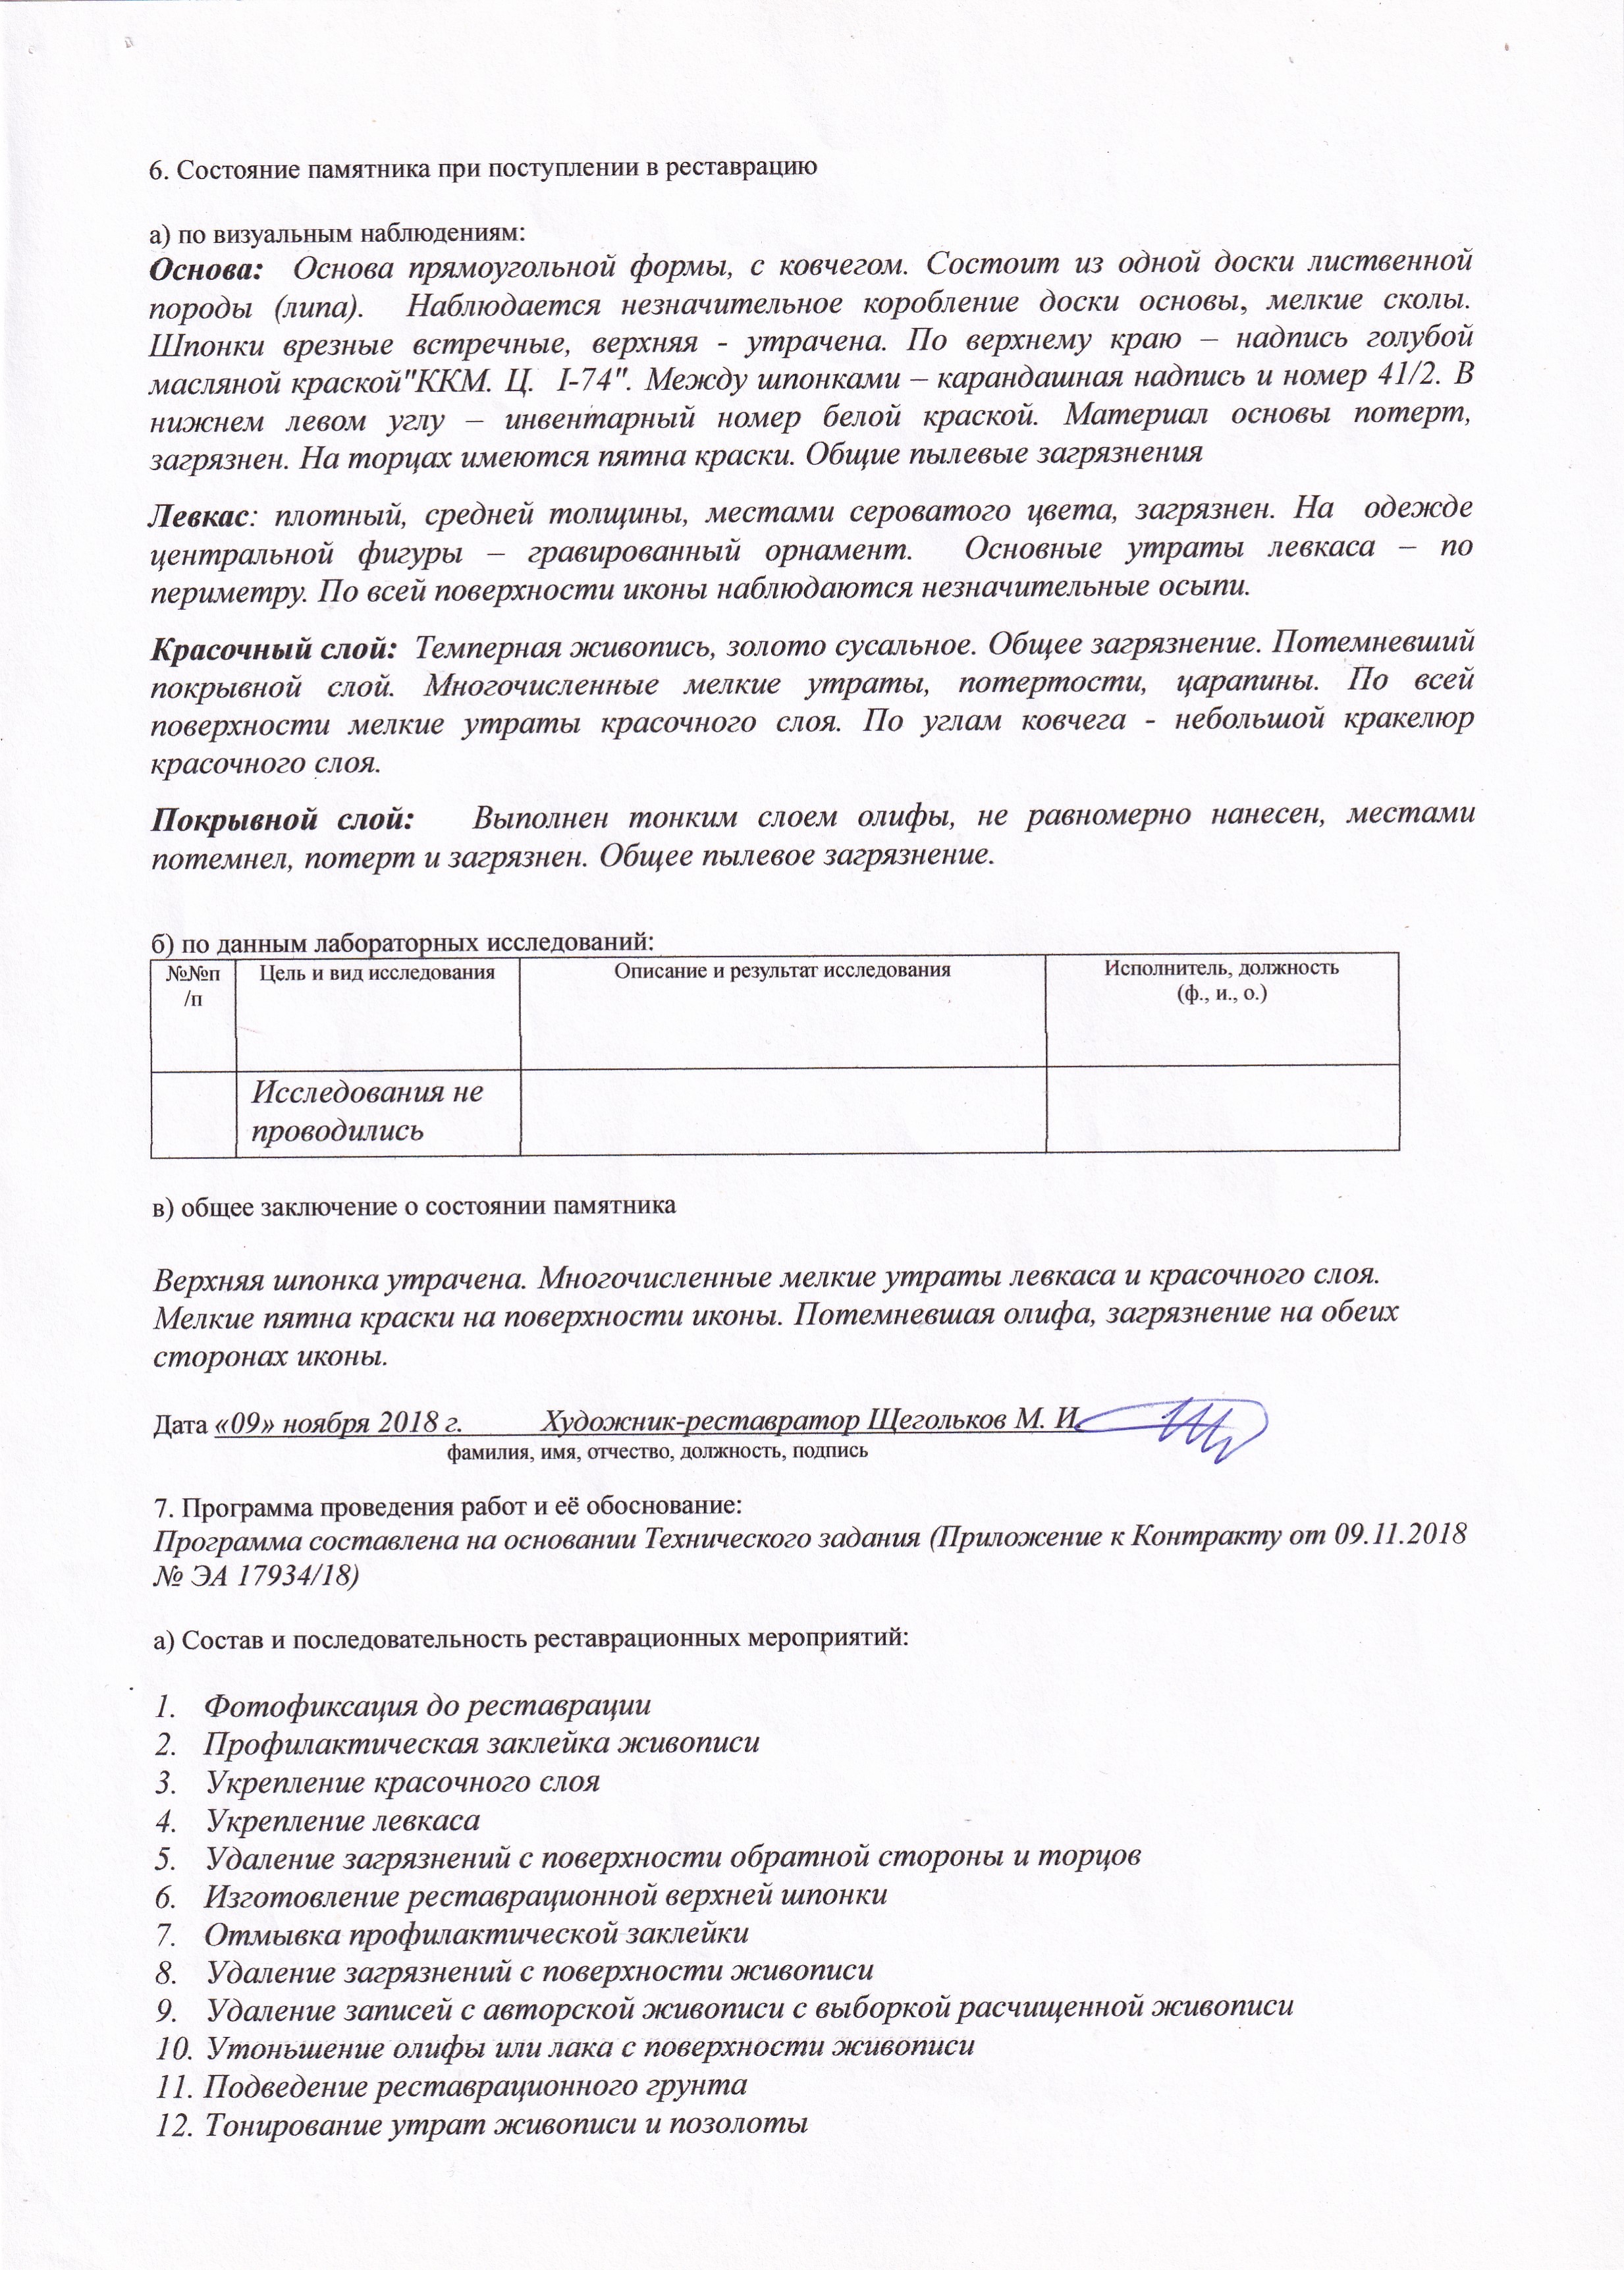 6. Состояние памятника при поступлении в реставрацию
а) по визуальным наблюдениям:
Основа: Основа прямоугольной формы, с ковчегом. Состоит из одной доски лиственной
породы (липа). Наблюдается незначительное коробление доски основы, мелкие сколы.
Шпонки врезные встречные, верхняя - утрачена. По верхнему краю – надпись голубой
масляной краской"ККМ. Ц. I-74". Между шпонками – карандашная надпись и номер 41/2. В
нижнем левом углу – инвентарный номер белой краской. Материал основы потерт,
загрязнен. На торцах имеются пятна краски. Общие пылевые загрязнения
Левкас: плотный, средней толщины, местами сероватого цвета, загрязнен. На одежде
центральной фигуры – гравированный орнамент. Основные утраты левкаса – по
периметру. По всей поверхности иконы наблюдаются незначительные осыпи.
Красочный слой: Темперная живопись, золото сусальное. Общее загрязнение. Потемневший
покрывной слой. Многочисленные мелкие утраты, потертости, царапины. По всей
поверхности мелкие утраты красочного слоя. По углам ковчега - небольшой кракелюр
красочного слоя.
Покрывной слой: Выполнен тонким слоем олифы, не равномерно нанесен, местами
потемнел, потерт и загрязнен. Общее пылевое загрязнение.
б) по данным лабораторных исследований:
№№п Цель и вид исследования Описание и результат исследования Исполнитель, должность
/п (ф., и., о.)
Исследования не
проводились
в) общее заключение о состоянии памятника
Верхняя шпонка утрачена. Многочисленные мелкие утраты левкаса и красочного слоя.
Мелкие пятна краски на поверхности иконы. Потемневшая олифа, загрязнение на обеих
сторонах иконы.
Дата «09» ноября 2018 г. Художник-реставратор Щегольков М. И.
фамилия, имя, отчество, должность, подпись
7. Программа проведения работ и её обоснование:
Программа составлена на основании Технического задания (Приложение к Контракту от 09.11.2018
№ ЭА 17934/18)
а) Состав и последовательность реставрационных мероприятий:
1. Фотофиксация до реставрации
2. Профилактическая заклейка живописи
3. Укрепление красочного слоя
4. Укрепление левкаса
5. Удаление загрязнений с поверхности обратной стороны и торцов
6. Изготовление реставрационной верхней шпонки
7. Отмывка профилактической заклейки
8. Удаление загрязнений с поверхности живописи
9. Удаление записей с авторской живописи с выборкой расчищенной живописи
10. Утоньшение олифы или лака с поверхности живописи
11. Подведение реставрационного грунта
12. Тонирование утрат живописи и позолоты